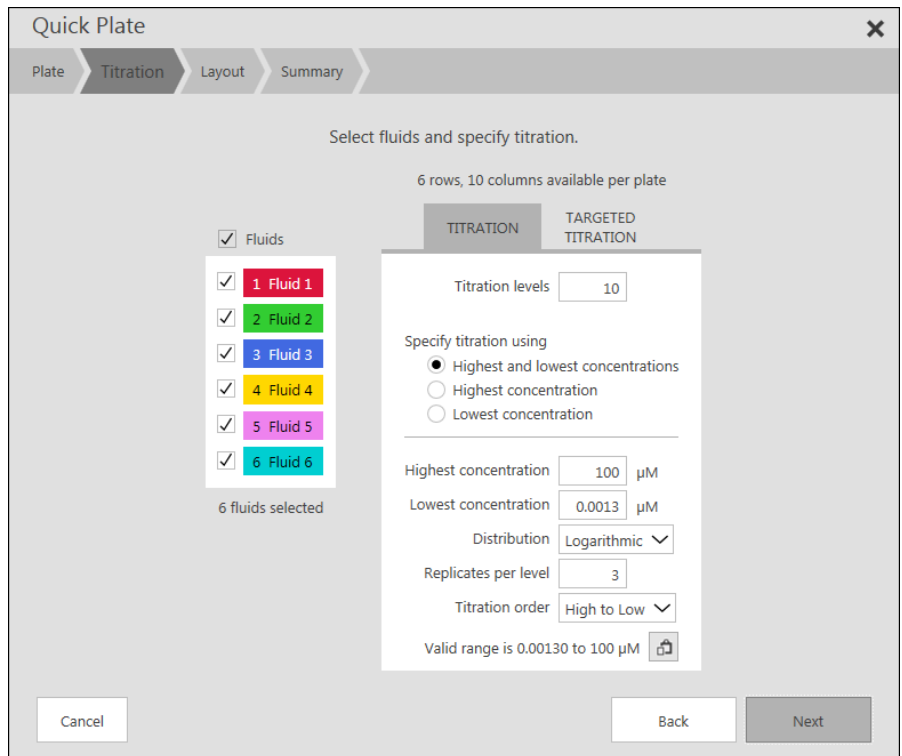 Quick Plate
Plate Titration Layout Summary
Select fluids and specify titration.
6 rows, 10 columns available per plate
TITRATION
TARGETED
TITRATION
Fluids
1 Fluid 1
2 Fluid 2
3 Fluid 3
4 Fluid 4
5 Fluid 5
6 Fluid 6
6 fluids selected
Titration levels 10
Specify titration using
Highest and lowest concentrations
Highest concentration
Lowest concentration
Highest concentration 100 µM
Lowest concentration 0.0013 µM
Distribution Logarithmic
Replicates per level 3
Titration order High to Low
Valid range is 0.00130 to 100 µM
Cancel Back Next